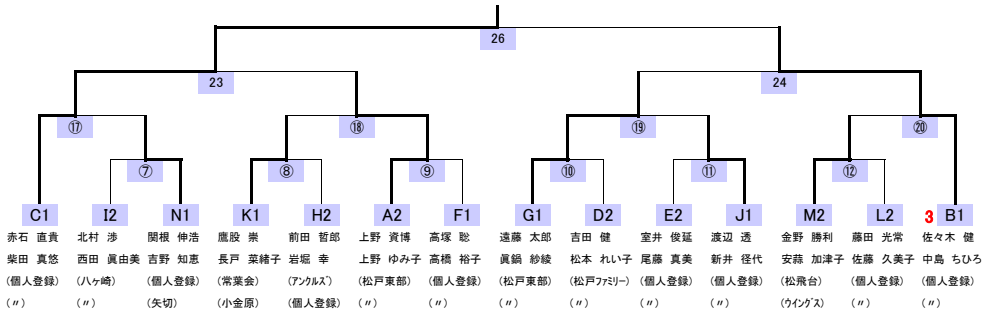 26
23 24
⑰ ⑱ ⑲ ⑳
⑦ ⑧ ⑨ ⑩ ⑪ ⑫
C1 I2 N1 K1 H2 A2 F1 G1 D2 E2 J1 M2 L2 3 B1
赤石 直貴 北村 渉 関根 伸浩 鷹股 崇 前田 哲郎 上野 資博 高塚 聡 遠藤 太郎 吉田 健 室井 俊延 渡辺 透 金野 勝利 藤田 光常 佐々木 健
柴田 真悠 西田 眞由美 吉野 知恵 長戸 菜緒子 岩堀 幸 上野 ゆみ子 高橋 裕子 眞鍋 紗綾 松本 れい子 尾藤 真美 新井 径代 安蒜 加津子 佐藤 久美子 中島 ちひろ
(個人登録) (八ヶ崎) (個人登録) (常葉会) (アンクルズ) (松戸東部) (個人登録) (松戸東部) (松戸ファミリー) (個人登録) (個人登録) (松飛台) (個人登録) (個人登録)
(〃) (〃) (矢切) (小金原) (個人登録) (〃) (〃) (〃) (〃) (〃) (〃) (ウイングス) (〃) (〃)